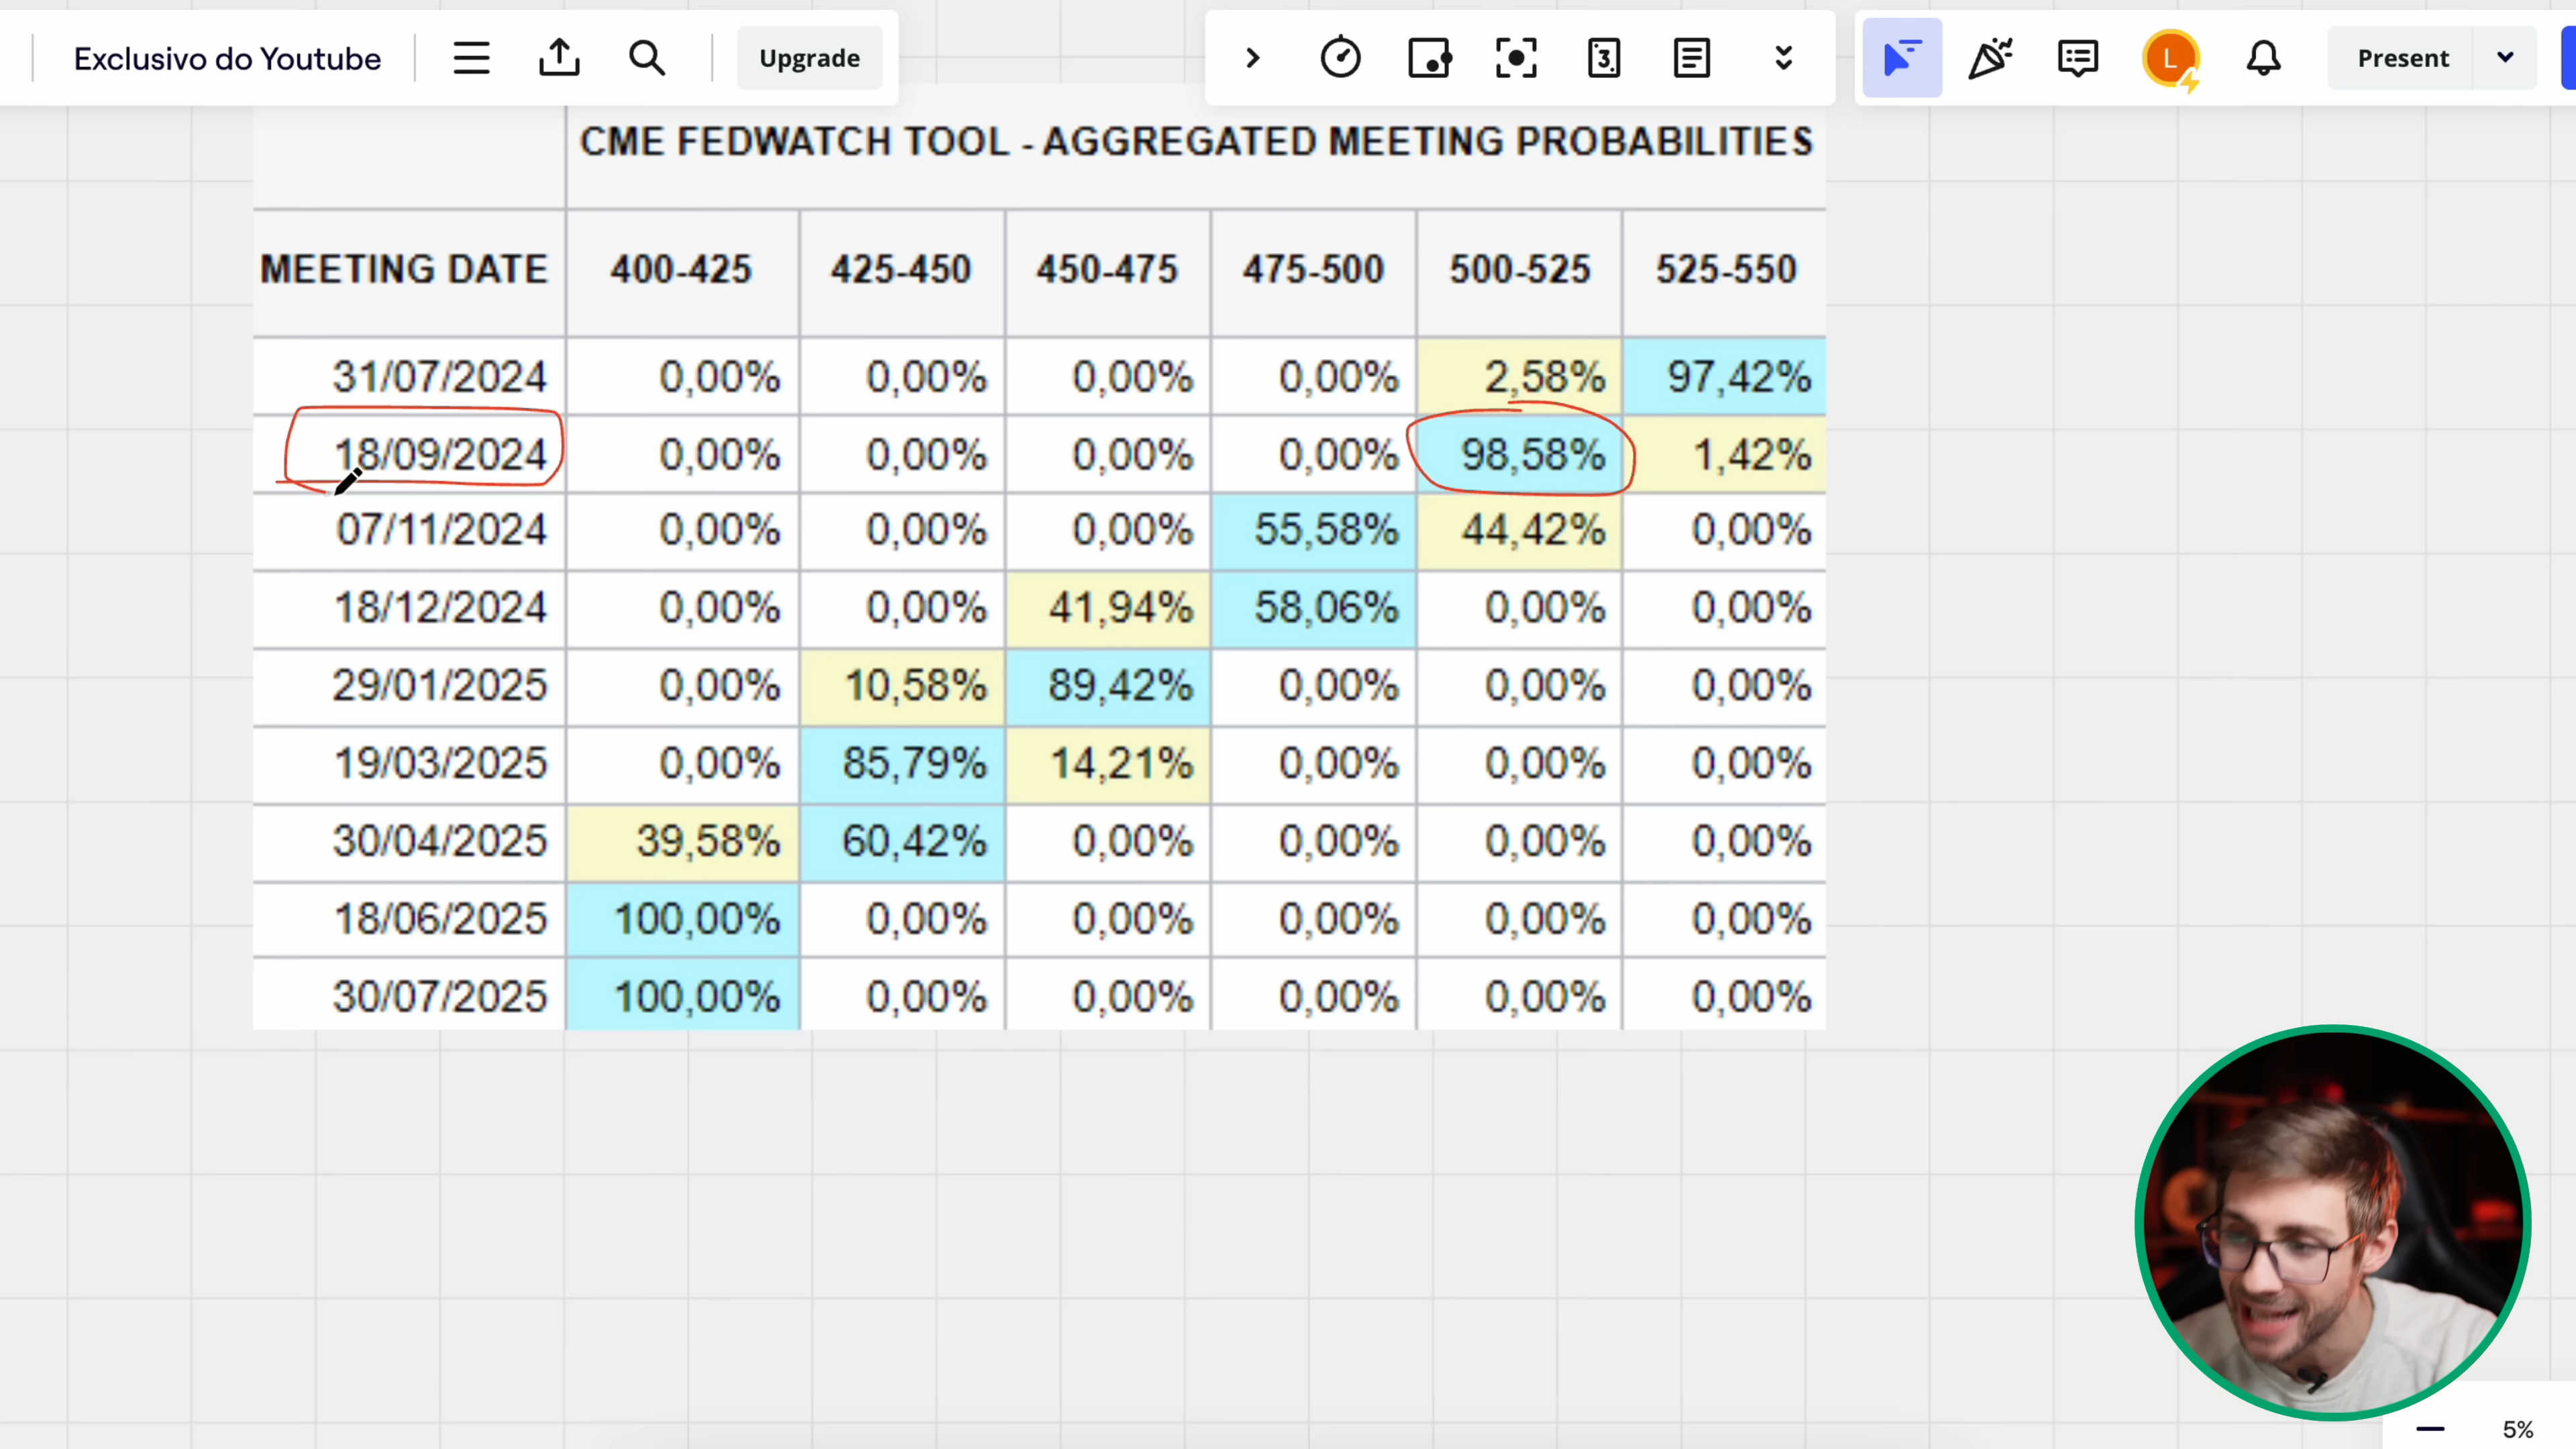 Exclusivo do Youtube
Upgrade
3
L
Present
CME FEDWATCH TOOL - AGGREGATED MEETING PROBABILITIES
MEETING DATE 400-425 425-450 450-475 475-500 500-525 525-550
31/07/2024 0,00% 0,00% 0,00% 0,00% 2,58% 97,42%
18/09/2024 0,00% 0,00% 0,00% 0,00% 98,58% 1,42%
07/11/2024 0,00% 0,00% 0,00% 55,58% 44,42% 0,00%
18/12/2024 0,00% 0,00% 41,94% 58,06% 0,00% 0,00%
29/01/2025 0,00% 10,58% 89,42% 0,00% 0,00% 0,00%
19/03/2025 0,00% 85,79% 14,21% 0,00% 0,00% 0,00%
30/04/2025 39,58% 60,42% 0,00% 0,00% 0,00% 0,00%
18/06/2025 100,00% 0,00% 0,00% 0,00% 0,00% 0,00%
30/07/2025 100,00% 0,00% 0,00% 0,00% 0,00% 0,00%
5%